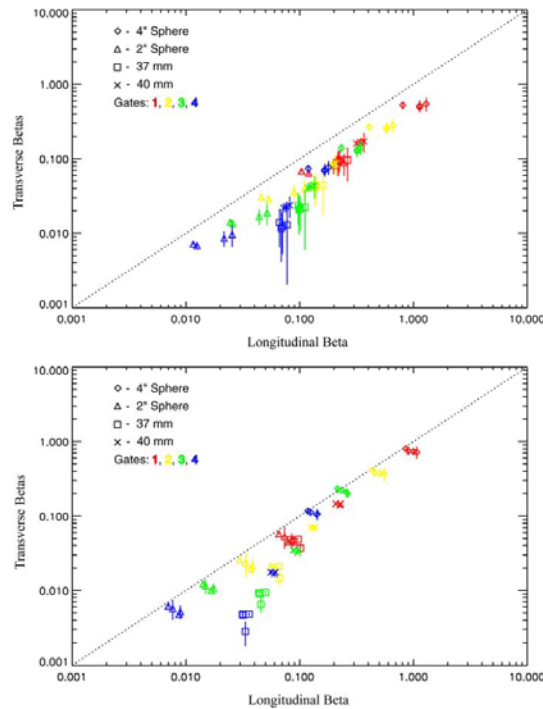 10.000
◇ - 4" Sphere
△ - 2" Sphere
□ - 37 mm
× - 40 mm
Gates: 1, 2, 3, 4
1.000
0.100
0.010
0.001
Transverse Betas
0.001 0.010 0.100 1.000 10.000
Longitudinal Beta
10.000
◇ - 4" Sphere
△ - 2" Sphere
□ - 37 mm
× - 40 mm
Gates: 1, 2, 3, 4
1.000
0.100
0.010
0.001
Transverse Betas
0.001 0.010 0.100 1.000 10.000
Longitudinal Beta